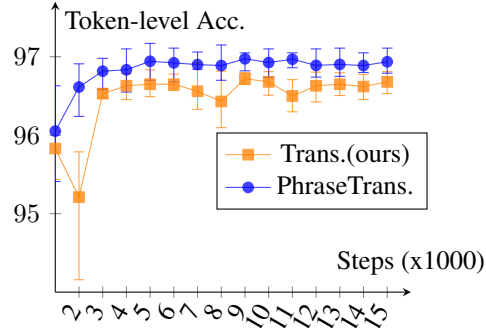 Token-level Acc.
97
96
95
Trans.(ours)
PhraseTrans.
Steps (x1000)
2 3 4 5 6 7 8 9 10 11 12 13 14 15